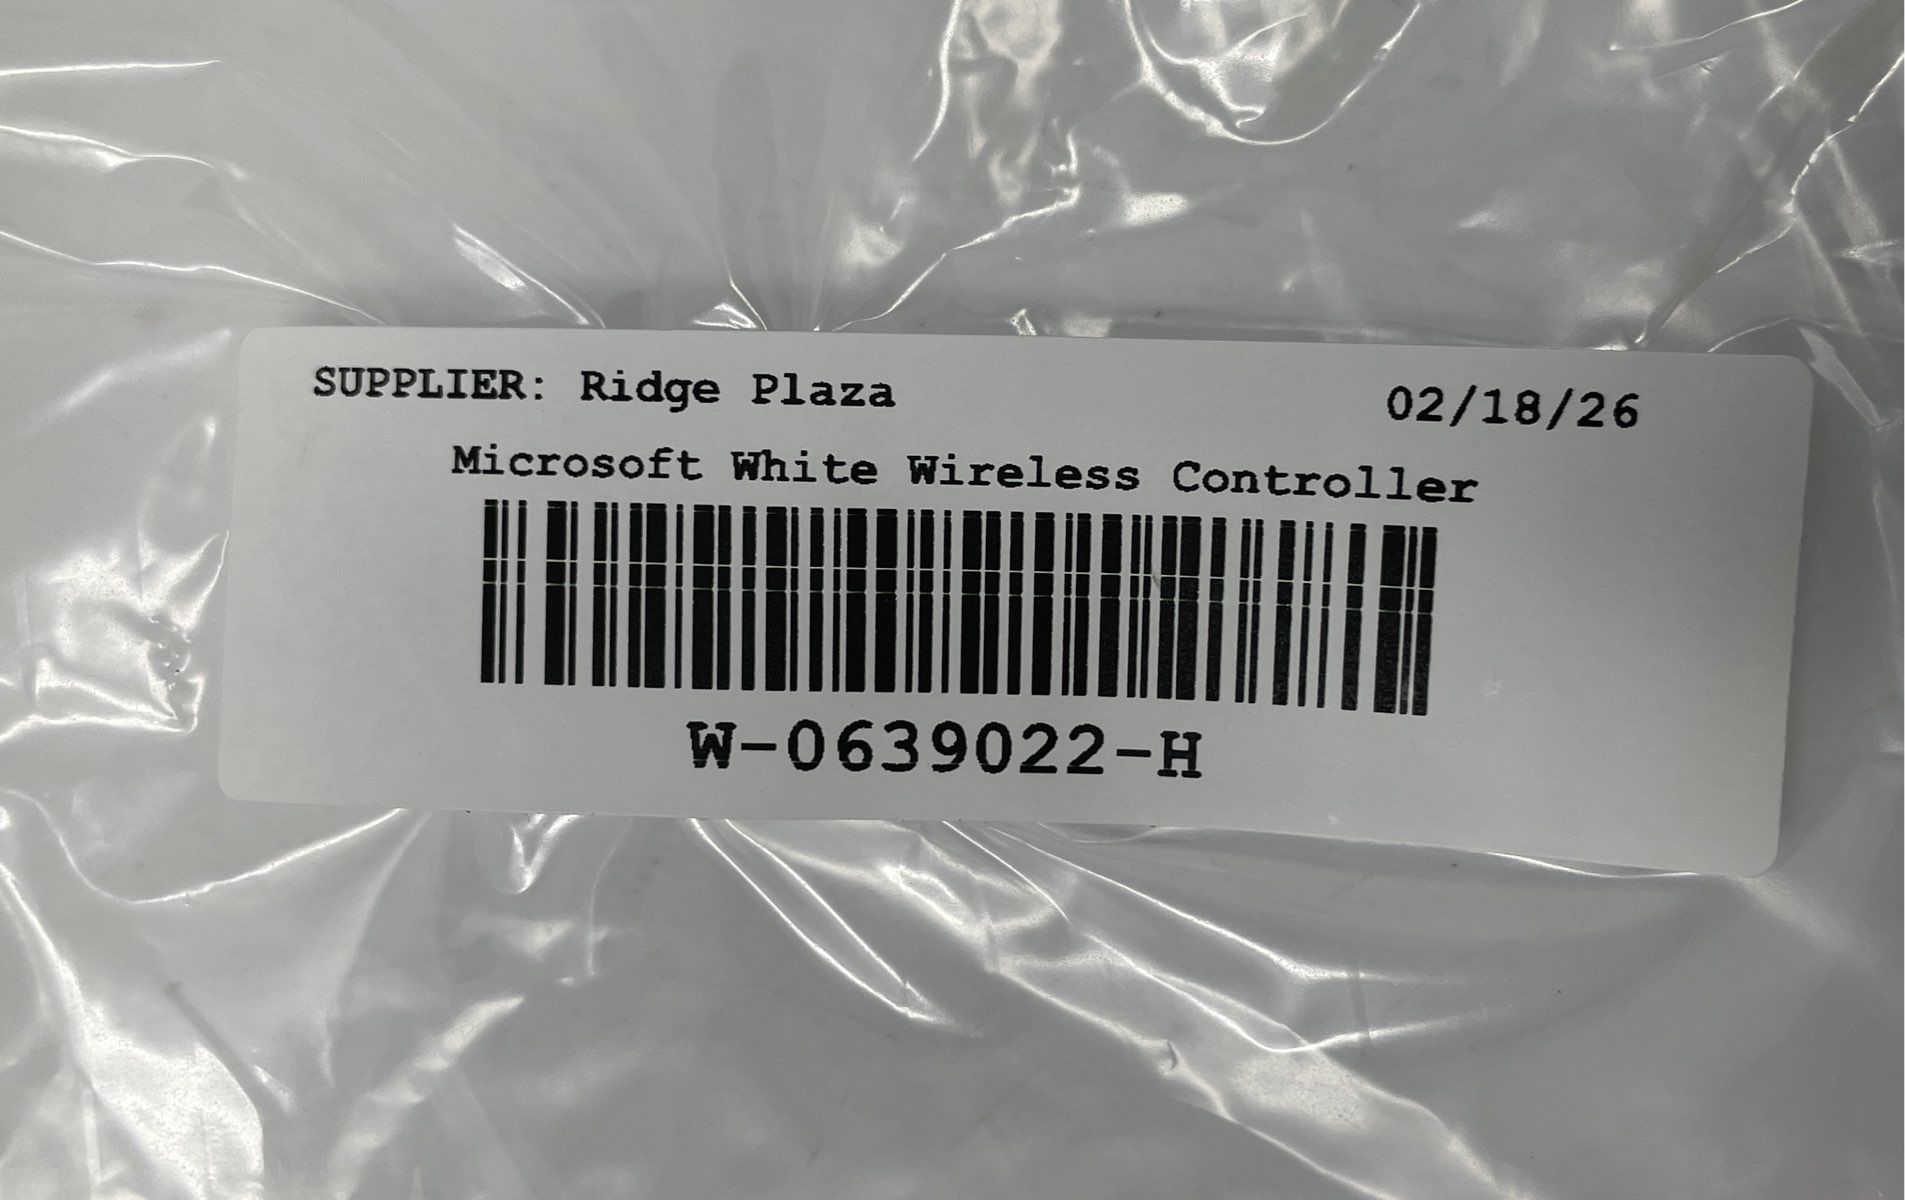 SUPPLIER: Ridge Plaza 02/18/26
Microsoft White Wireless Controller
W-0639022-H